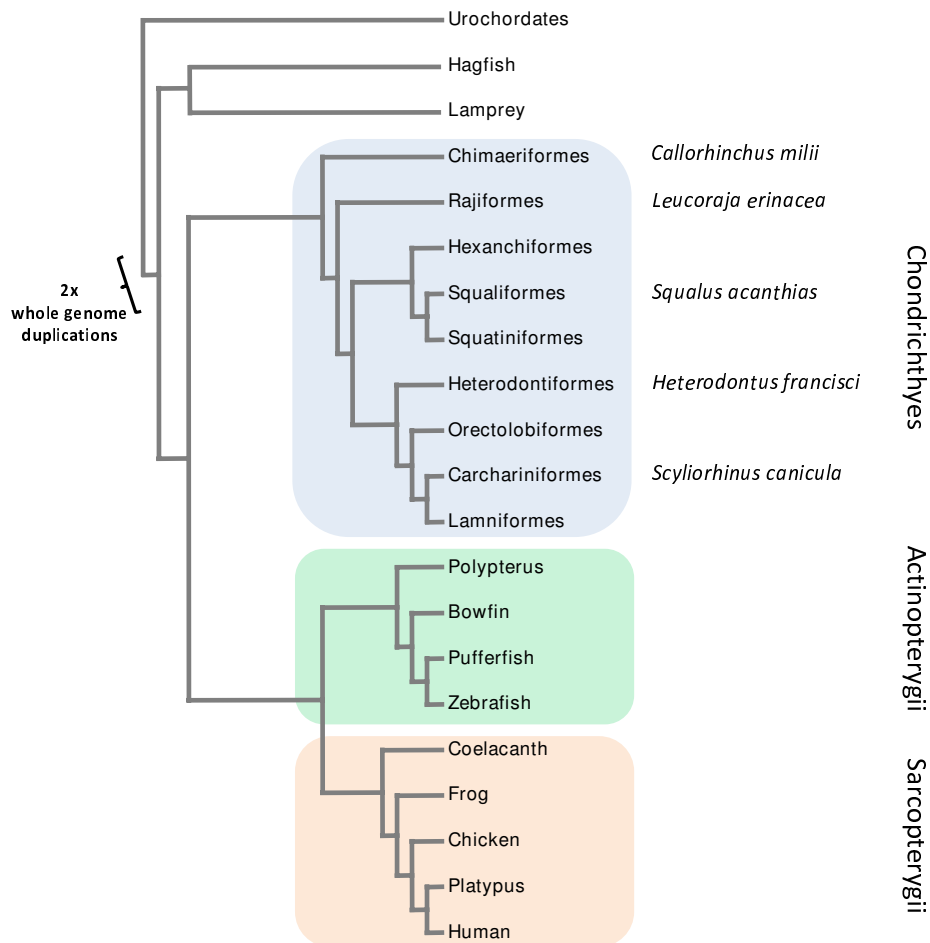 Urochordates
Hagfish
Lamprey
Chimaeriformes
Callorhinchus milii
Rajiformes
Leucoraja erinacea
Hexanchiformes
Squaliformes
Squalus acanthias
Squatiniformes
Heterodontiformes
Heterodontus francisci
Orectolobiformes
Carchariniformes
Scyliorhinus canicula
Lamniformes
Chondrichthyes
2x
whole genome
duplications
Polypterus
Bowfin
Pufferfish
Zebrafish
Actinopterygii
Coelacanth
Frog
Chicken
Platypus
Human
Sarcopterygii